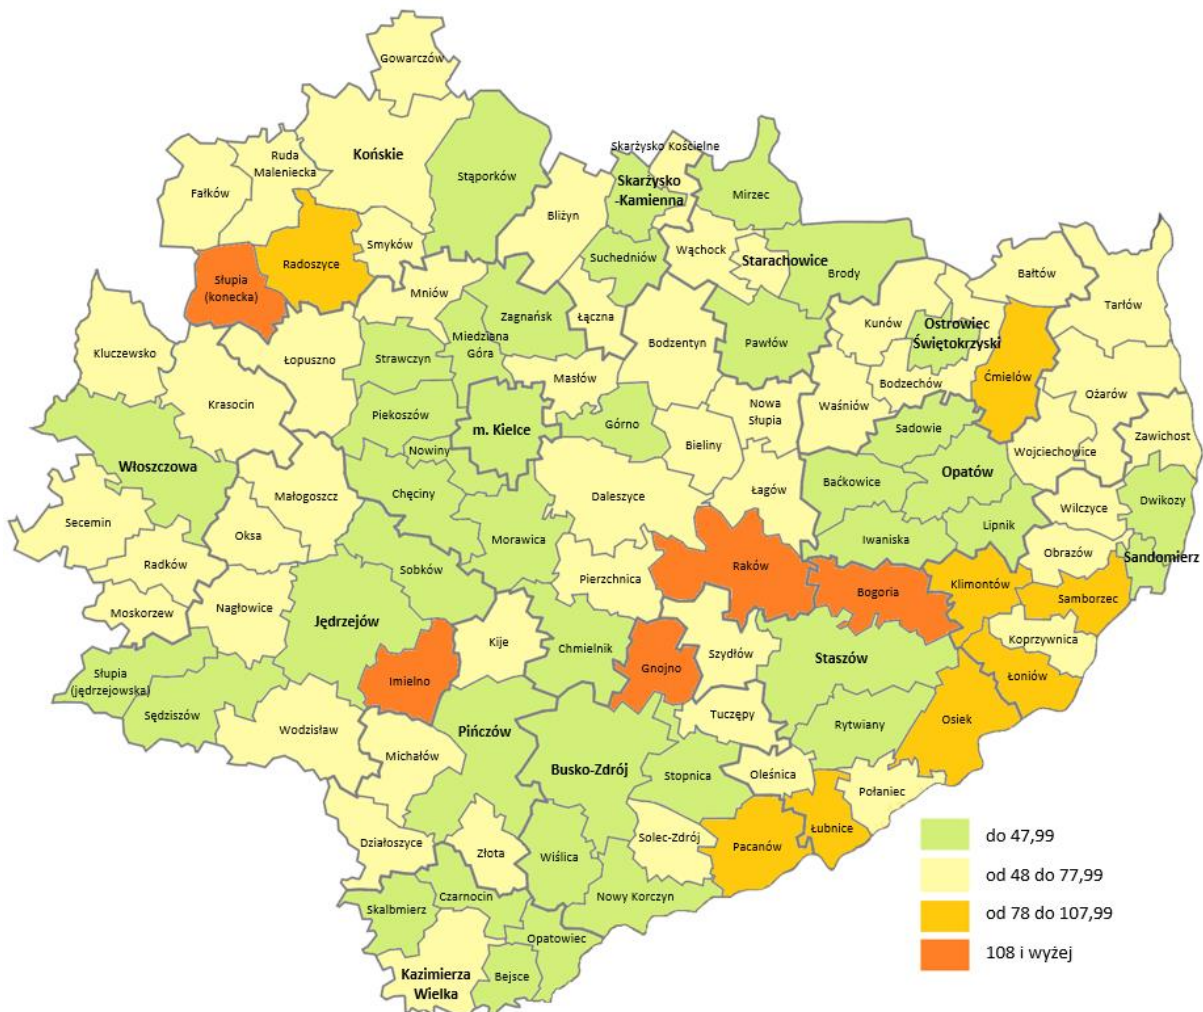 Gowarczów
Końskie
Ruda
Maleniecka
Fałków
Stąporków
Skarżysko Kościelne
Skarżysko
-Kamienna
Mirzec
Bliżyn
Smyków
Radoszyce
Słupia
(konecka)
Suchedniów
Wąchock
Starachowice
Brody
Bałtów
Tarłów
Mniów
Zagnańsk
Łączna
Miedziana
Góra
Kluczewsko
Łopuszno
Strawczyn
Bodzentyn
Pawłów
Kunów
Ostrowiec
Świętokrzyski
Bodzechów
Ćmielów
Ożarów
Masłów
Krasocin
Piekoszów
m. Kielce
Nowiny
Górno
Bieliny
Nowa
Słupia
Waśniów
Sadowie
Wojciechowice
Zawichost
Włoszczowa
Małogoszcz
Chęciny
Daleszyce
Łagów
Baćkowice
Opatów
Dwikozy
Wilczyce
Secemin
Oksa
Morawica
Iwaniska
Lipnik
Obrazów
Sandomierz
Radków
Sobków
Pierzchnica
Raków
Bogoria
Klimontów
Samborzec
Moskorzew
Nagłowice
Jędrzejów
Kije
Chmielnik
Gnojno
Szydłów
Staszów
Koprzywnica
Słupia
(jędrzejowska)
Imielno
Łoniów
Sędziszów
Wodzisław
Pińczów
Tuczępy
Rytwiany
Osiek
Michałów
Busko-Zdrój
Stopnica
Oleśnica
Połaniec
Działoszyce
Złota
Wiślica
Solec-Zdrój
Pacanów
Łubnice
Skalbmierz
Czarnocin
Nowy Korczyn
Opatowiec
Kazimierza
Wielka
Bejsce
do 47,99
od 48 do 77,99
od 78 do 107,99
108 i wyżej